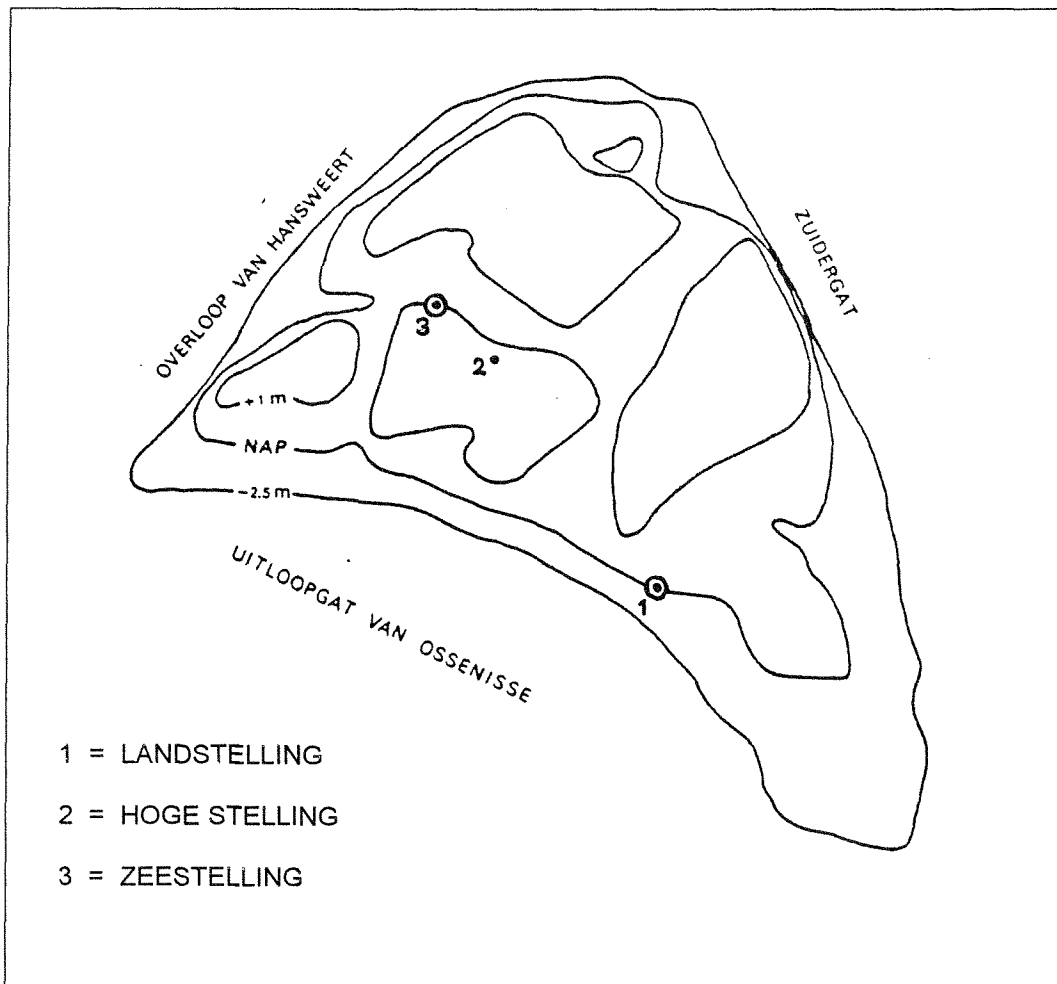 OVERLOOP VAN HANSWEERT
ZUIDERGAT
3
2
+1 m
NAP
-2.5 m
1
UITLOOPGAT VAN OSSENISSE
1 = LANDSTELLING
2 = HOGE STELLING
3 = ZEESTELLING